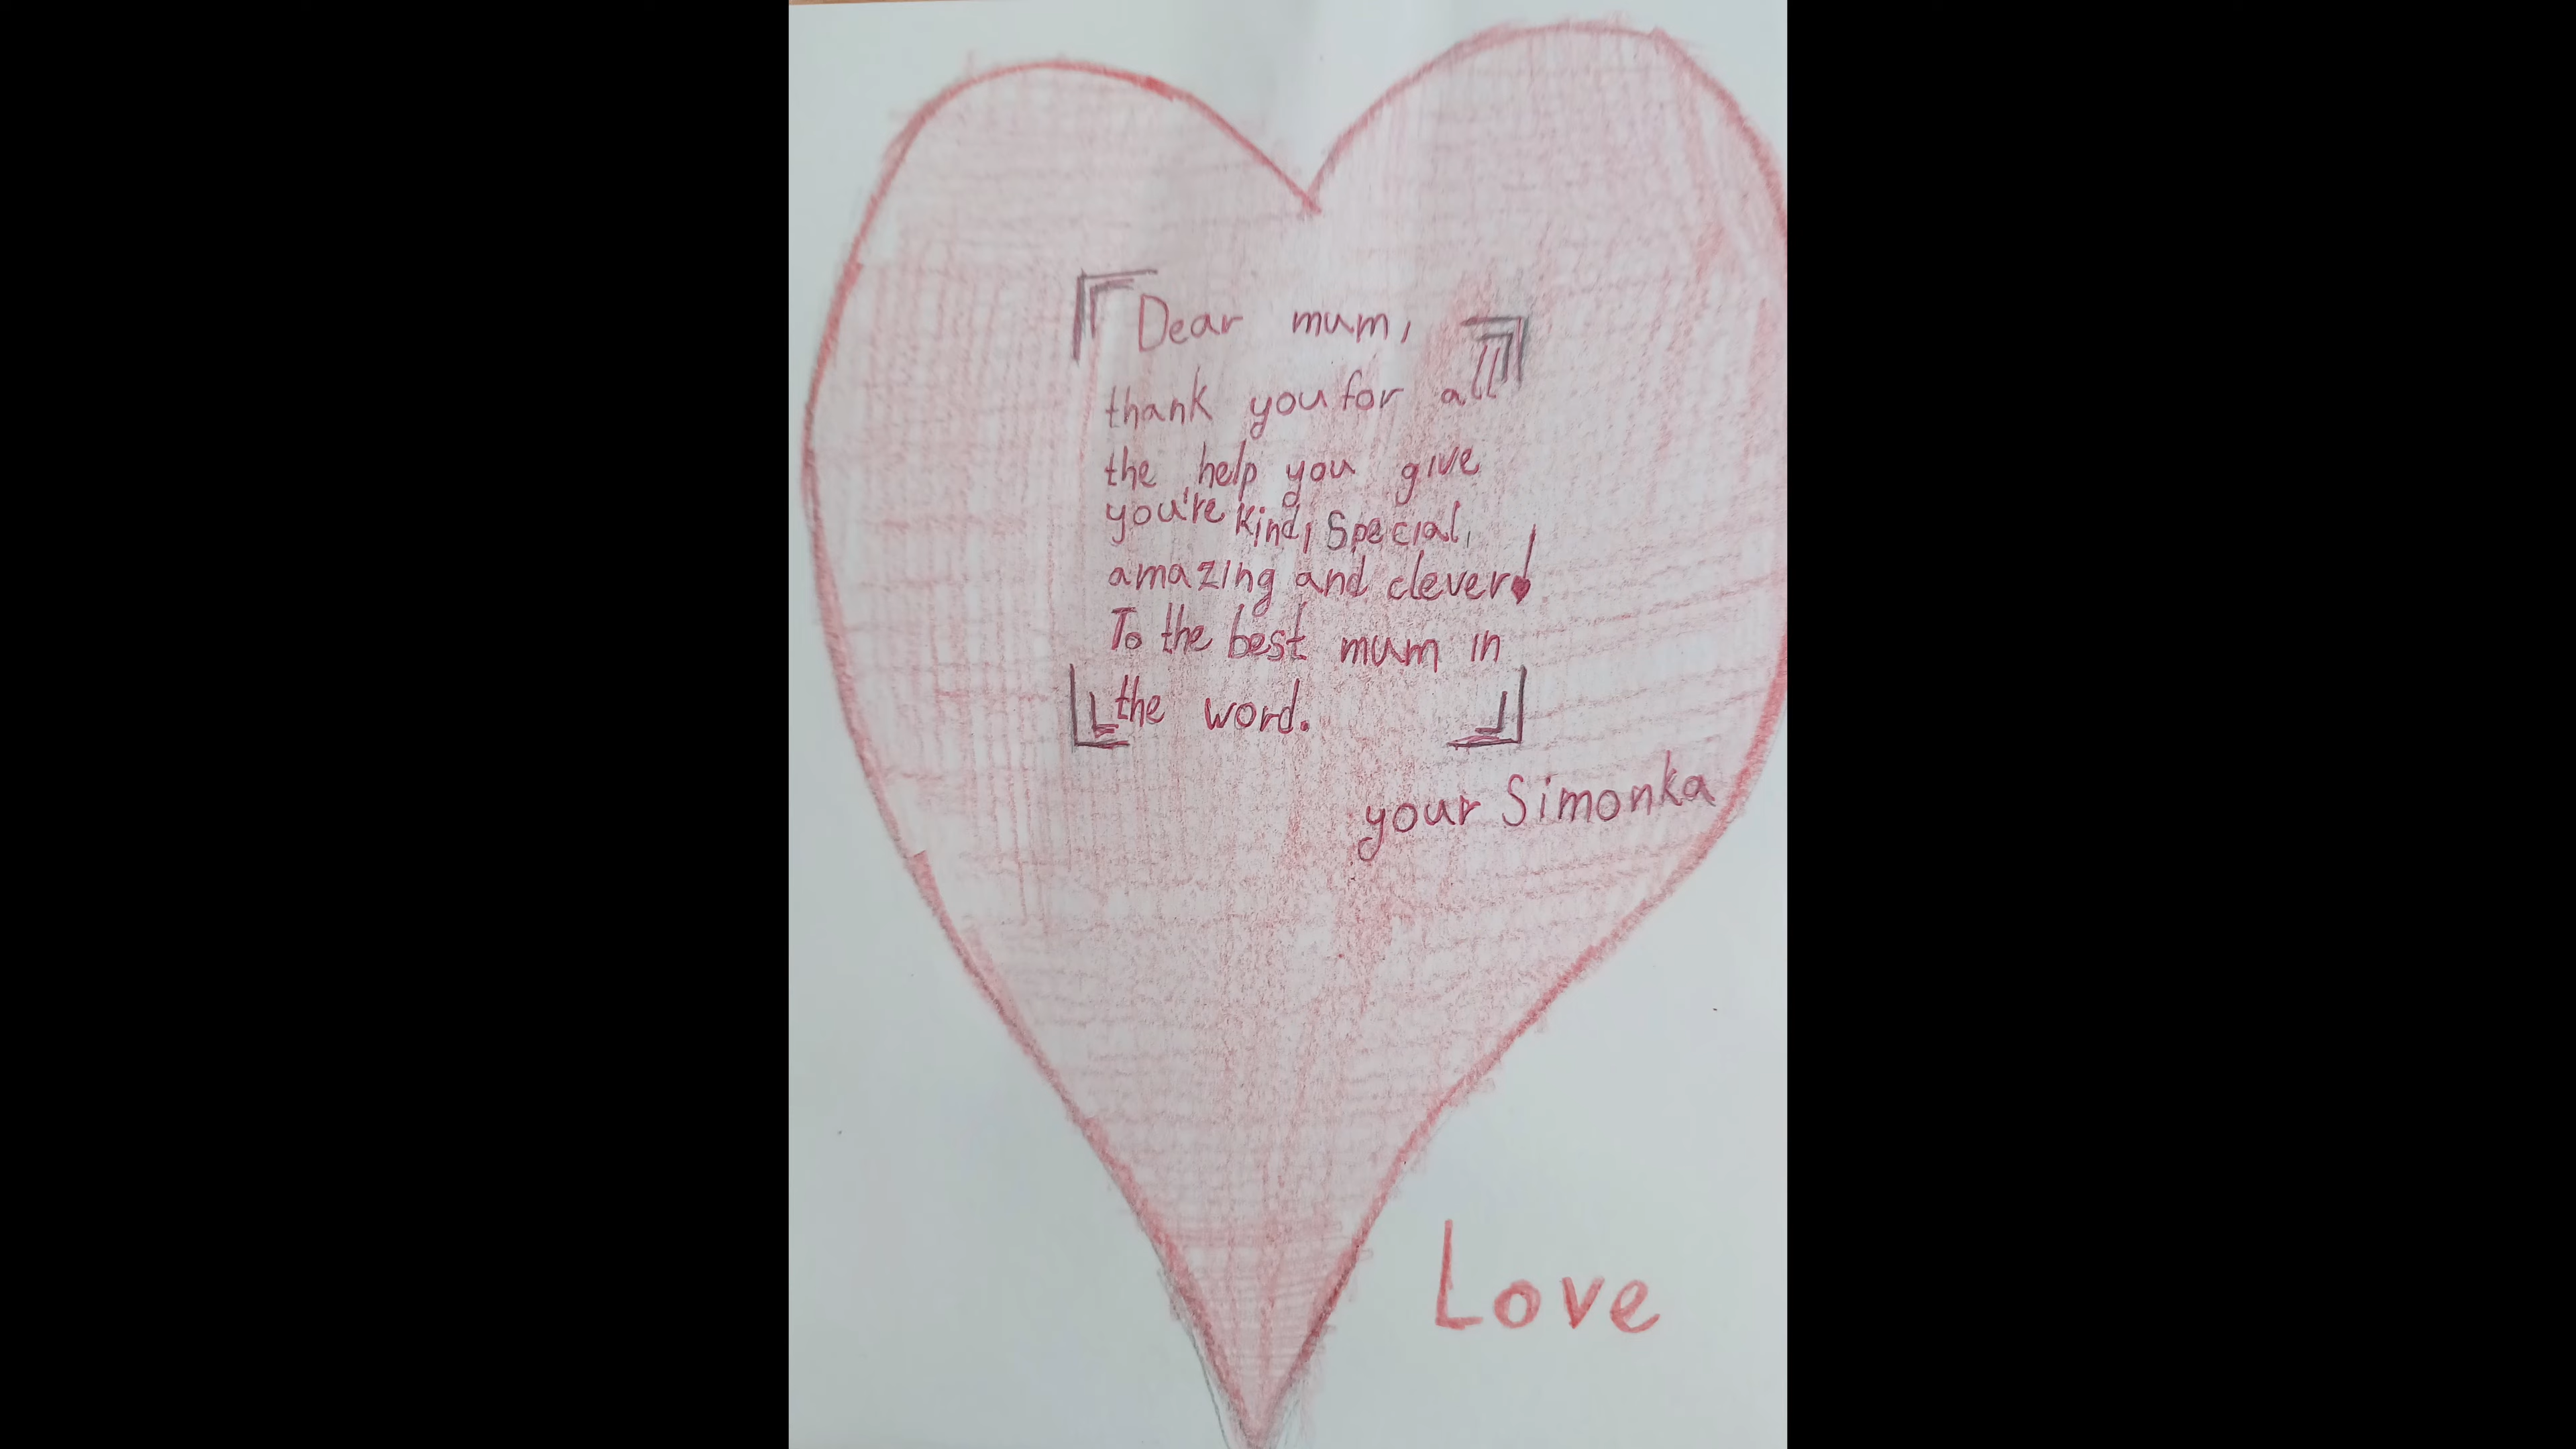 Dear mum,
thank you for all
the help you give
you're kind, special,
amazing and clever!
To the best mum in
the word.
your Simonka
Love